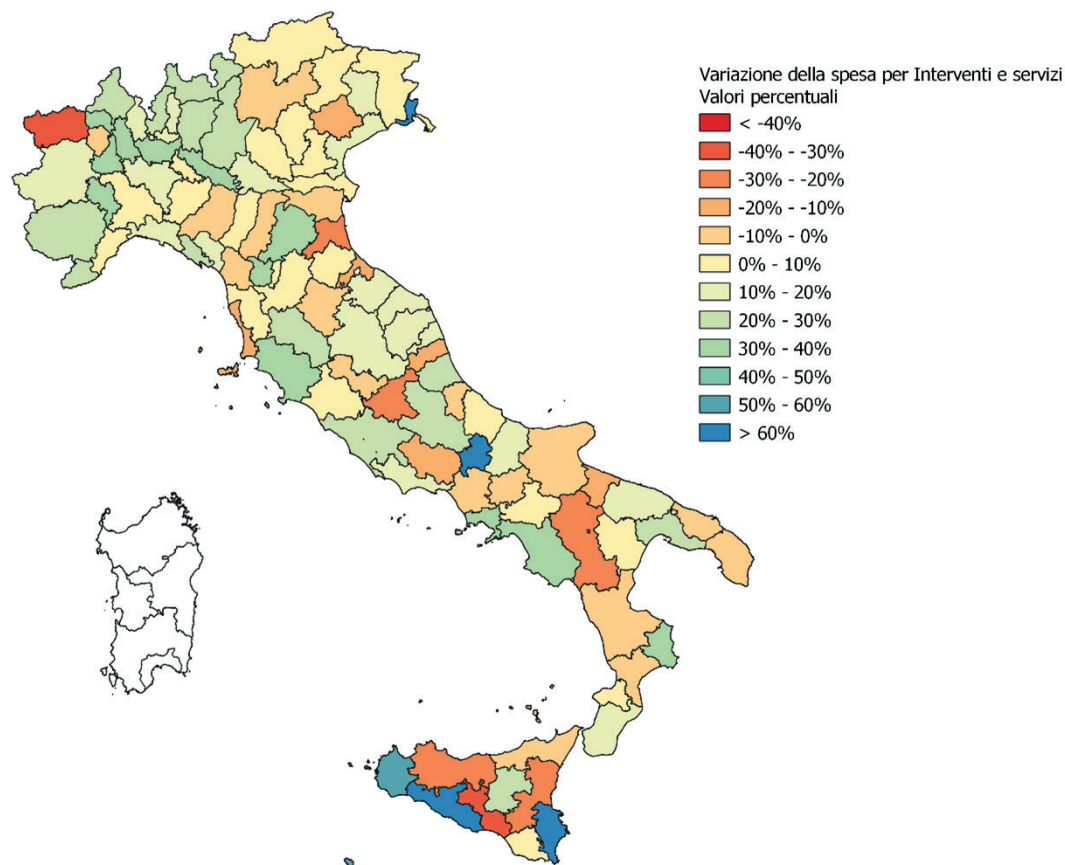 Variazione della spesa per Interventi e servizi
Valori percentuali
< -40%
-40% - -30%
-30% - -20%
-20% - -10%
-10% - 0%
0% - 10%
10% - 20%
20% - 30%
30% - 40%
40% - 50%
50% - 60%
> 60%